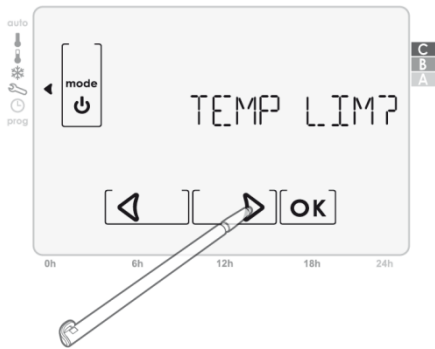 auto
C
B
A
mode
TEMP LIM?
prog
OK
0h 6h 12h 18h 24h